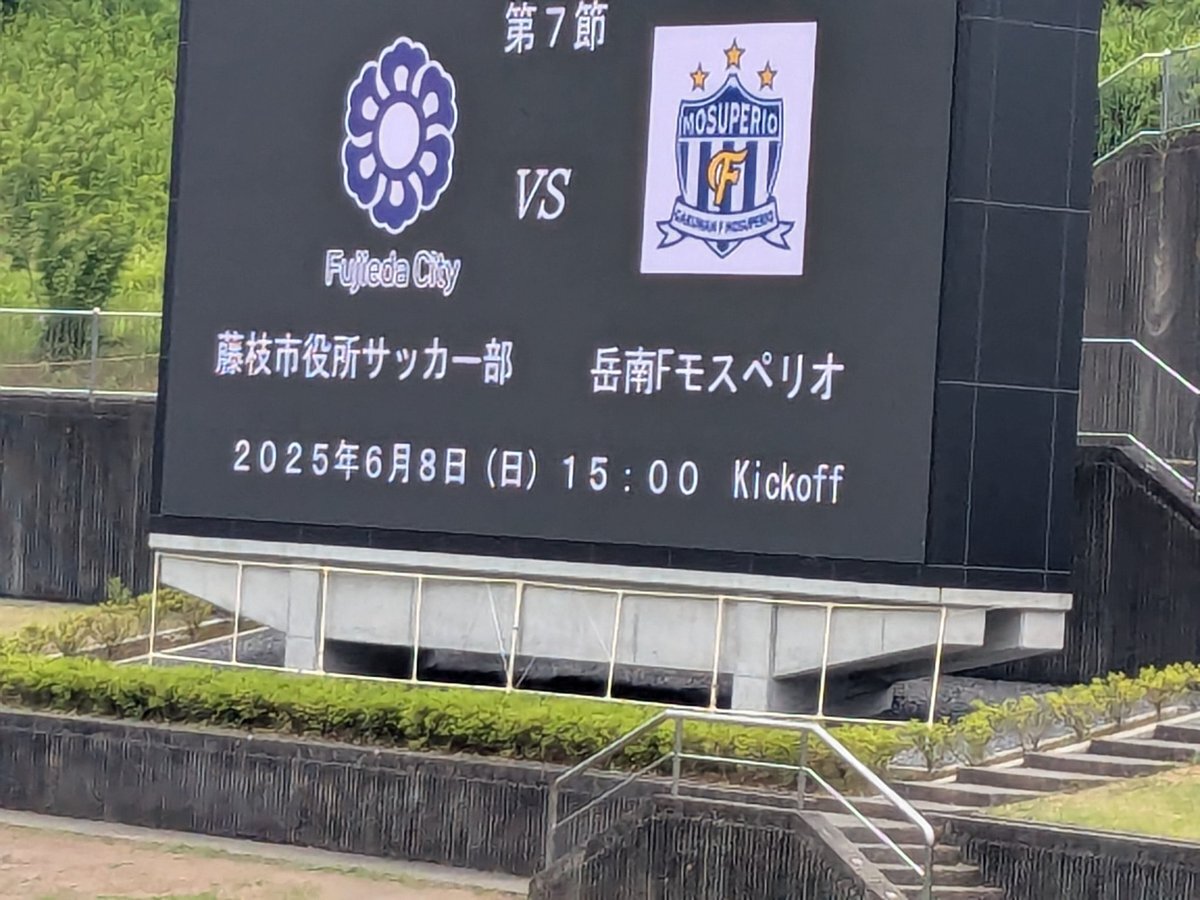 第7節
MOSUPERIO
F
GAKUNAN F MOSUPERIO
VS
Fujieda City
藤枝市役所サッカー部
岳南Fモスペリオ
2025年6月8日(日) 15:00 Kickoff